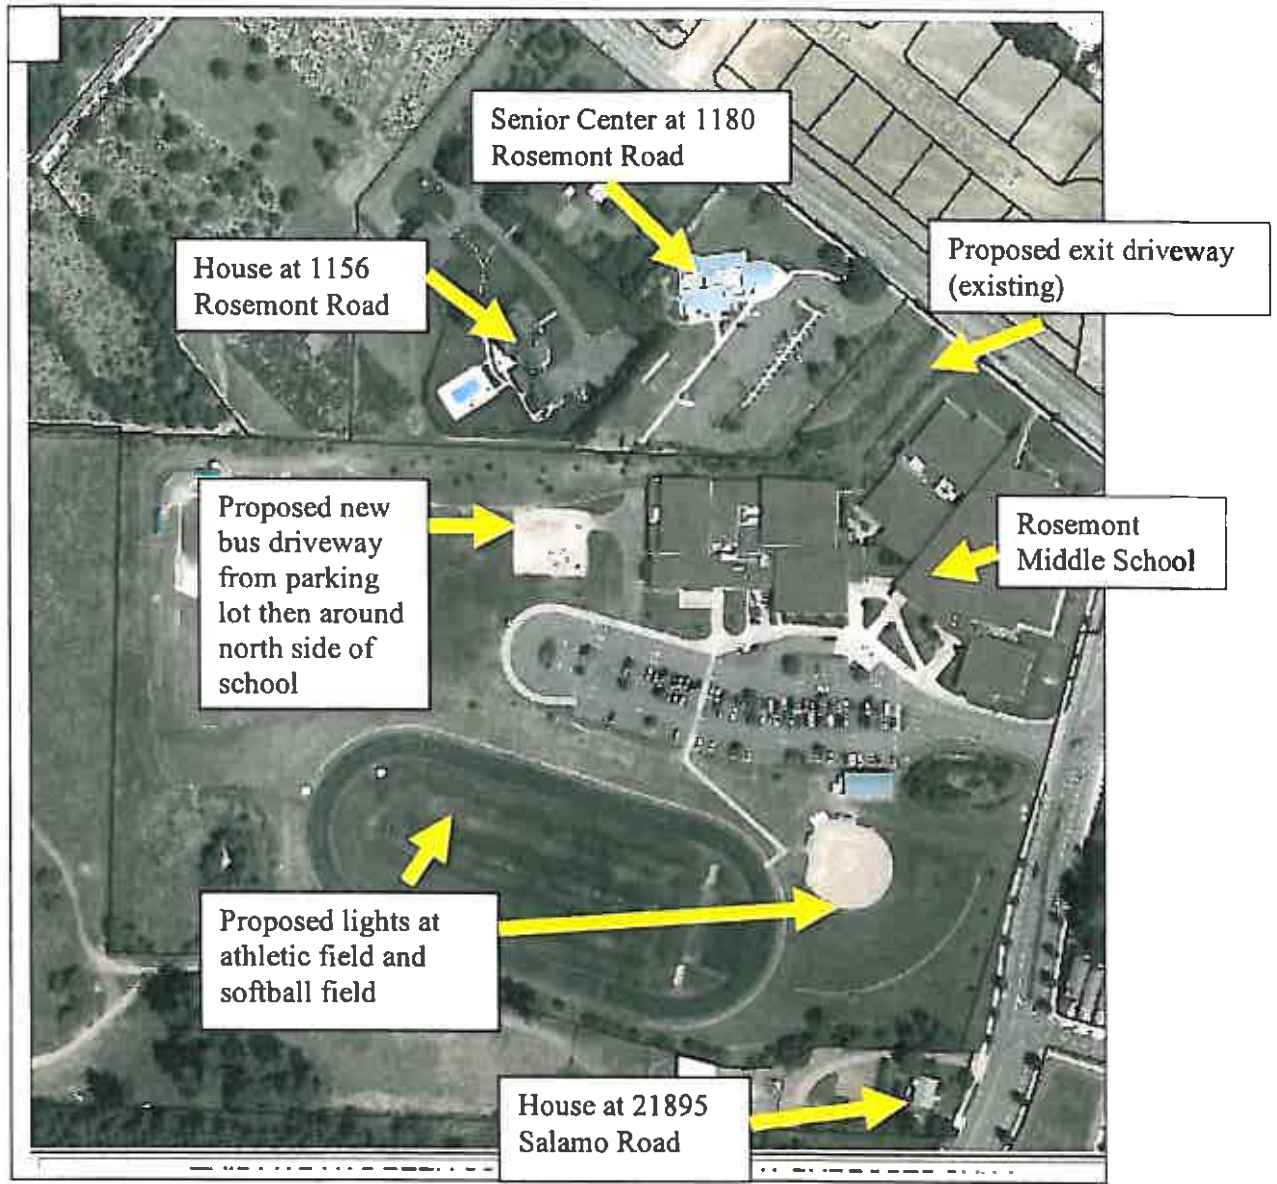 Senior Center at 1180
Rosemont Road
Proposed exit driveway
(existing)
House at 1156
Rosemont Road
Proposed new
bus driveway
from parking
lot then around
north side of
school
Rosemont
Middle School
Proposed lights at
athletic field and
softball field
House at 21895
Salamo Road